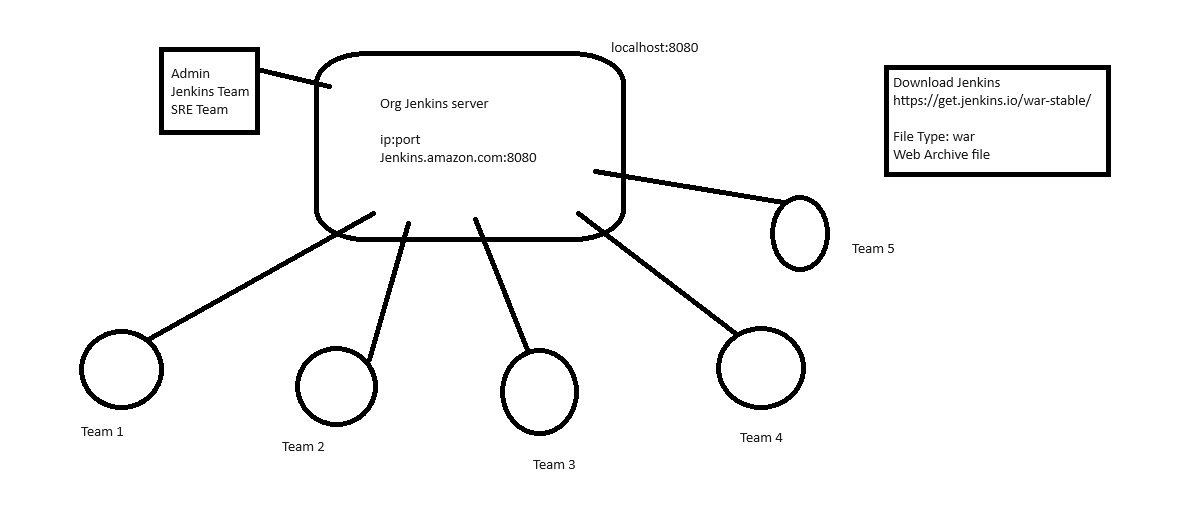 localhost:8080
Admin
Jenkins Team
SRE Team
Org Jenkins server
ip:port
Jenkins.amazon.com:8080
Download Jenkins
https://get.jenkins.io/war-stable/
File Type: war
Web Archive file
Team 5
Team 1
Team 2
Team 3
Team 4